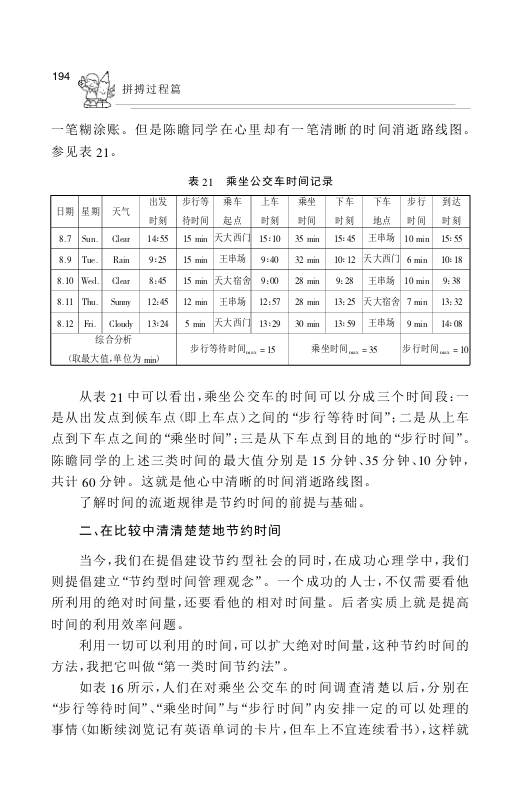 194
拼搏过程篇
一笔糊涂账。但是陈瞻同学在心里却有一笔清晰的时间消逝路线图。
参见表 21。
表 21 乘坐公交车时间记录
日期 星期 天气 出发时刻 步行等待时间 乘车起点 上车时刻 乘坐时间 下车时刻 下车地点 步行时间 到达时刻
8.7 Sun. Clear 14:55 15 min 天大西门 15:10 35 min 15:45 王串场 10 min 15:55
8.9 Tue. Rain 9:25 15 min 王串场 9:40 32 min 10:12 天大西门 6 min 10:18
8.10 Wed. Clear 8:45 15 min 天大宿舍 9:00 28 min 9:28 王串场 10 min 9:38
8.11 Thu. Sunny 12:45 12 min 王串场 12:57 28 min 13:25 天大宿舍 7 min 13:32
8.12 Fri. Cloudy 13:24 5 min 天大西门 13:29 30 min 13:59 王串场 9 min 14:08
综合分析
(取最大值,单位为 min) 步行等待时间max = 15 乘坐时间max = 35 步行时间max = 10
从表 21 中可以看出,乘坐公交车的时间可以分成三个时间段:一
是从出发点到候车点(即上车点)之间的“步行等待时间”;二是从上车
点到下车点之间的“乘坐时间”;三是从下车点到目的地的“步行时间”。
陈瞻同学的上述三类时间的最大值分别是 15 分钟、35 分钟、10 分钟,
共计 60 分钟。这就是他心中清晰的时间消逝路线图。
了解时间的流逝规律是节约时间的前提与基础。
二、在比较中清清楚楚地节约时间
当今,我们在提倡建设节约型社会的同时,在成功心理学中,我们
则提倡建立“节约型时间管理观念”。一个成功的人士,不仅需要看他
所利用的绝对时间量,还要看他的相对时间量。后者实质上就是提高
时间的利用效率问题。
利用一切可以利用的时间,可以扩大绝对时间量,这种节约时间的
方法,我把它叫做“第一类时间节约法”。
如表 16 所示,人们在对乘坐公交车的时间调查清楚以后,分别在
“步行等待时间”、“乘坐时间”与“步行时间”内安排一定的可以处理的
事情(如断续浏览记有英语单词的卡片,但车上不宜连续看书),这样就